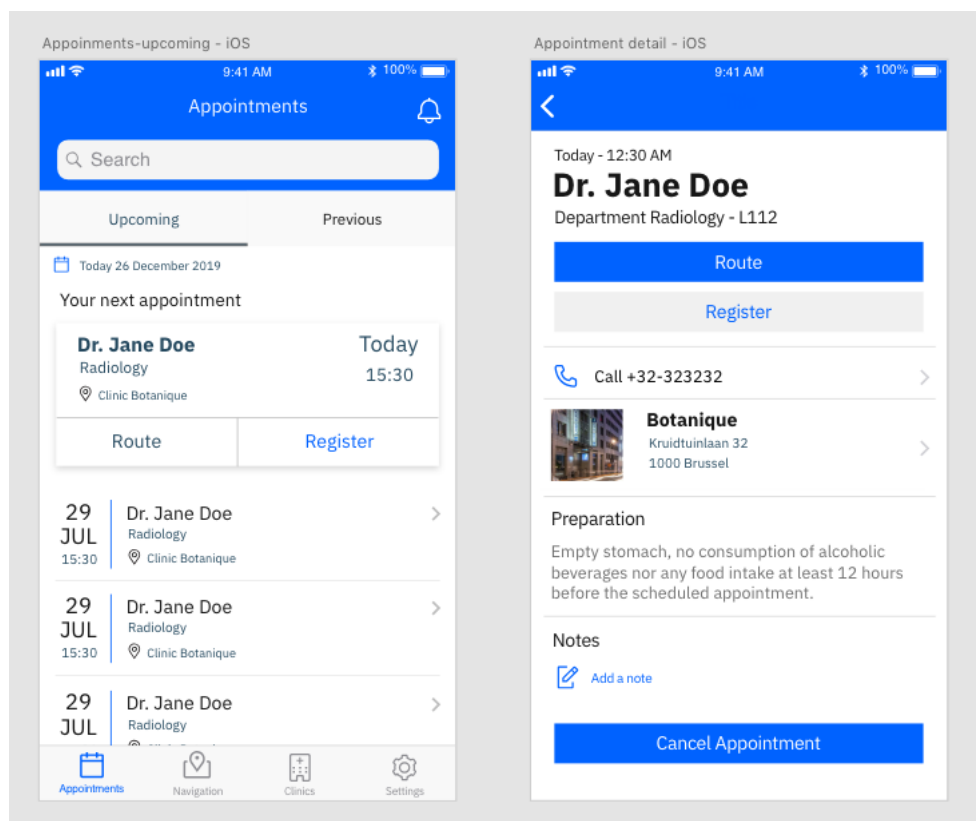 Appoinments-upcoming - iOS
9:41 AM
100%
Appointments
Search
Upcoming
Previous
Today 26 December 2019
Your next appointment
Dr. Jane Doe
Today
Radiology
15:30
Clinic Botanique
Route
Register
29
JUL
15:30
Dr. Jane Doe
Radiology
Clinic Botanique
29
JUL
15:30
Dr. Jane Doe
Radiology
Clinic Botanique
29
JUL
Dr. Jane Doe
Radiology
Appointments
Navigation
Clinics
Settings
Appointment detail - iOS
9:41 AM
100%
Today - 12:30 AM
Dr. Jane Doe
Department Radiology - L112
Route
Register
Call +32-323232
Botanique
Kruidtuinlaan 32
1000 Brussel
Preparation
Empty stomach, no consumption of alcoholic
beverages nor any food intake at least 12 hours
before the scheduled appointment.
Notes
Add a note
Cancel Appointment